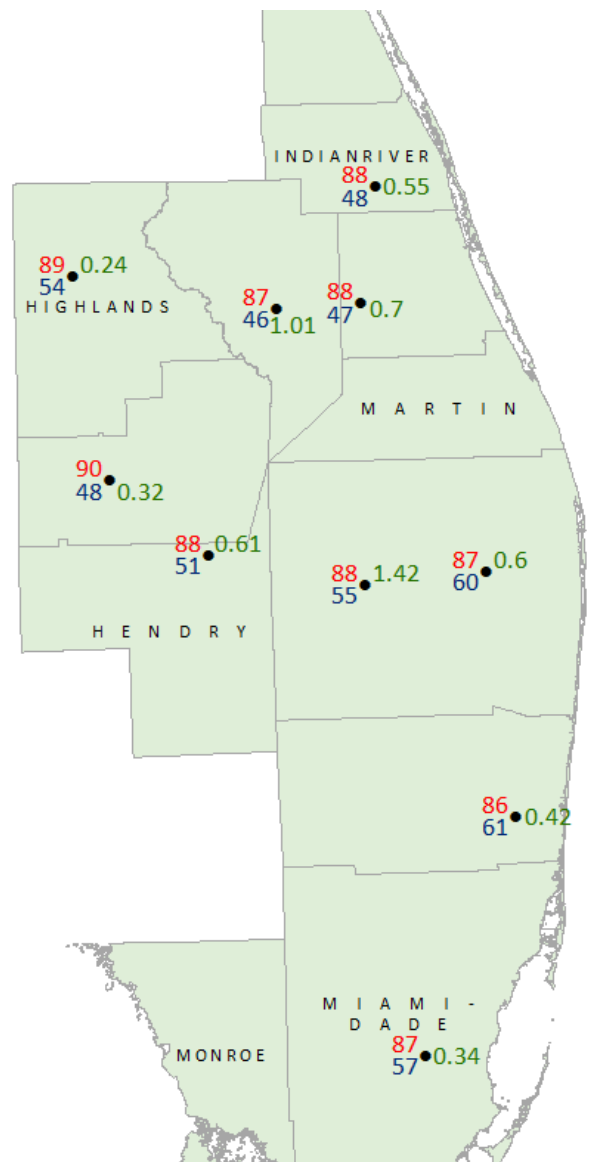 INDIANRIVER
88
48 0.55
89 0.24
54
HIGHLANDS
87
46 1.01
88
47 0.7
MARTIN
90
48 0.32
88 0.61
51
88 1.42
55
87 0.6
60
HENDRY
86
61 0.42
MIAMI-
DADE
87
57 0.34
MONROE